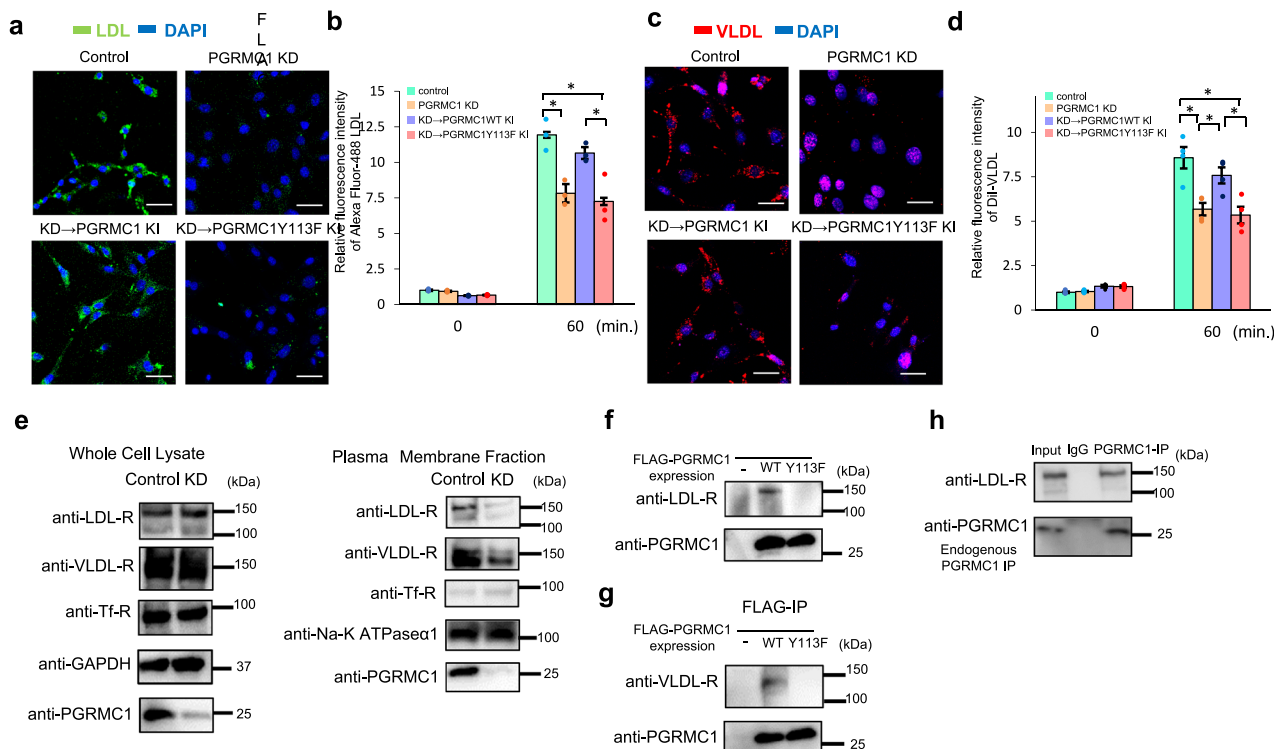 a
LDL DAPI
F
L
A
Control
PGRMC1 KD
KD→PGRMC1 KI
KD→PGRMC1Y113F KI
b
Relative fluorescence intensity
of Alexa Fluor-488 LDL
15
12.5
10
7.5
5
2.5
0
control
PGRMC1 KD
KD→PGRMC1WT KI
KD→PGRMC1Y113F KI
*
*
*
0
60
(min.)
c
VLDL DAPI
Control
PGRMC1 KD
KD→PGRMC1 KI
KD→PGRMC1Y113F KI
d
Relative fluorescence intensity
of DiI-VLDL
10
7.5
5
2.5
0
control
PGRMC1 KD
KD→PGRMC1WT KI
KD→PGRMC1Y113F KI
*
*
*
*
0
60
(min.)
e
Whole Cell Lysate
Control KD (kDa)
anti-LDL-R
150
100
anti-VLDL-R
150
anti-Tf-R
100
anti-GAPDH
37
anti-PGRMC1
25
Plasma Membrane Fraction
Control KD (kDa)
anti-LDL-R
150
100
anti-VLDL-R
150
anti-Tf-R
100
anti-Na-K ATPaseα1
100
anti-PGRMC1
25
f
FLAG-PGRMC1
expression
- WT Y113F (kDa)
anti-LDL-R
150
100
anti-PGRMC1
25
g
FLAG-IP
FLAG-PGRMC1
expression
- WT Y113F (kDa)
anti-VLDL-R
150
100
anti-PGRMC1
25
h
Input IgG PGRMC1-IP (kDa)
anti-LDL-R
150
100
anti-PGRMC1
25
Endogenous
PGRMC1 IP